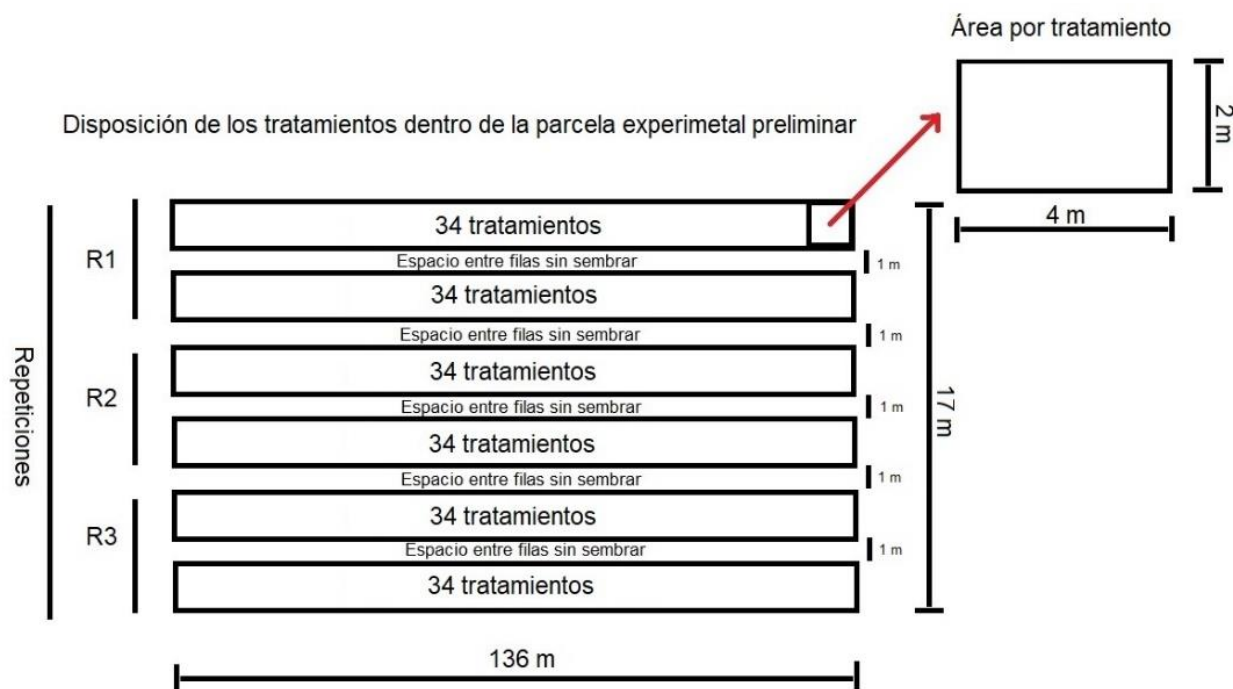 Área por tratamiento
2 m
4 m
Disposición de los tratamientos dentro de la parcela experimetal preliminar
Repeticiones
R1
34 tratamientos
Espacio entre filas sin sembrar
1 m
34 tratamientos
Espacio entre filas sin sembrar
1 m
R2
34 tratamientos
Espacio entre filas sin sembrar
1 m
34 tratamientos
Espacio entre filas sin sembrar
1 m
R3
34 tratamientos
Espacio entre filas sin sembrar
1 m
34 tratamientos
17 m
136 m